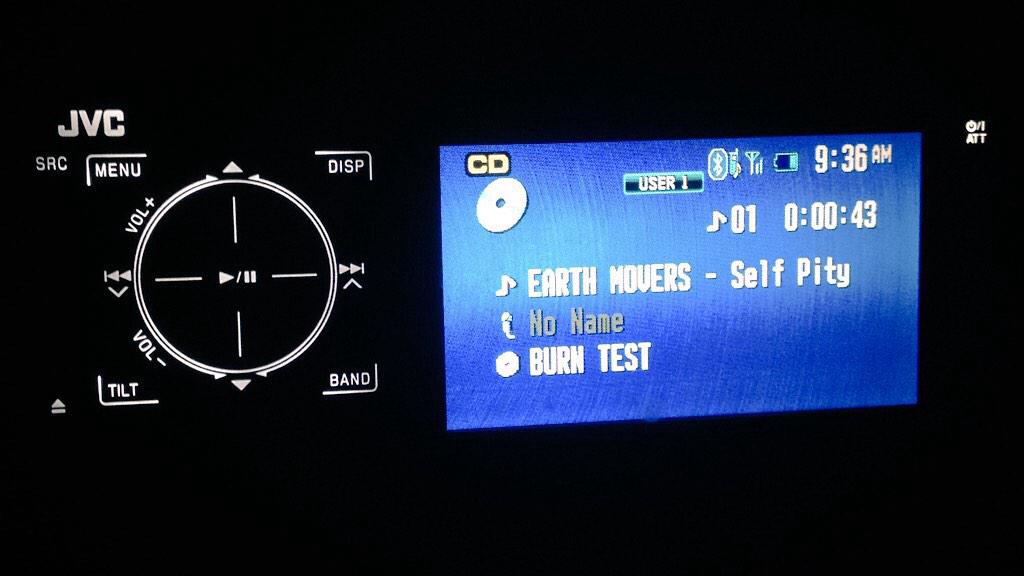 JVC
SRC
MENU
DISP
VOL+
VOL-
TILT
BAND
CD
USER 1
9:36 AM
01 0:00:43
EARTH MOVERS - Self Pity
No Name
BURN TEST
/I
ATT